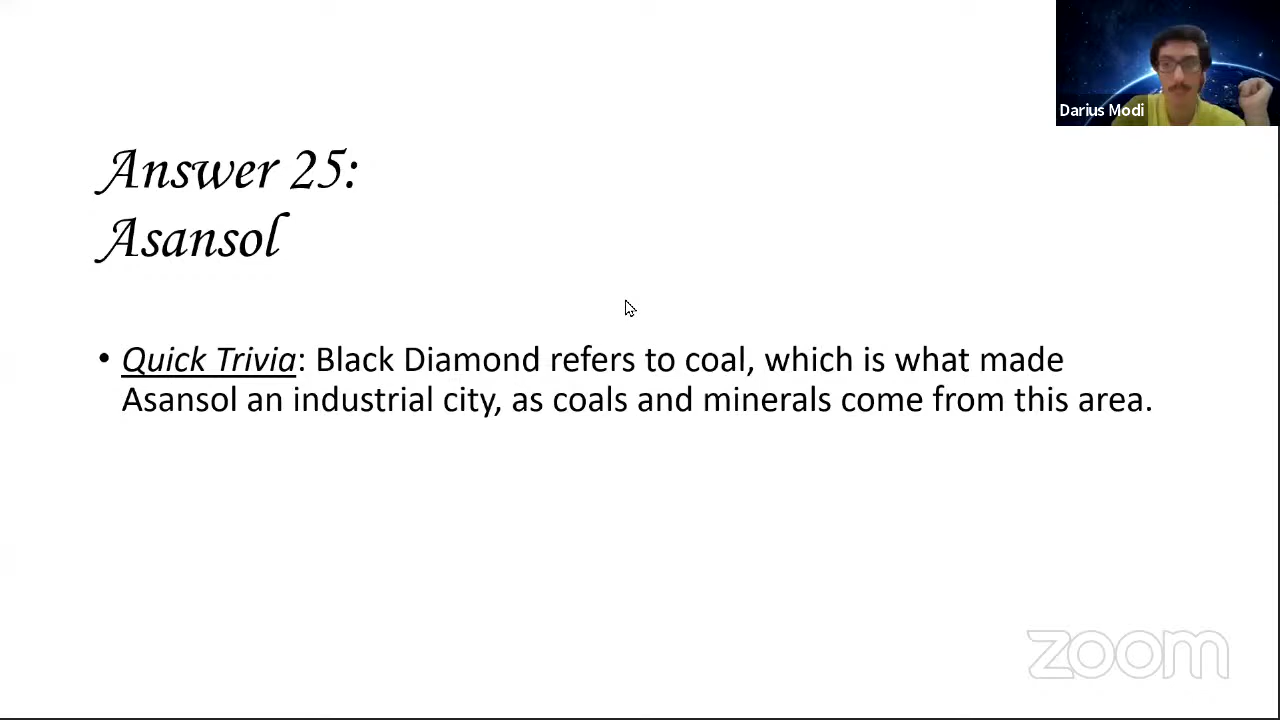 Darius Modi
Answer 25:
Asansol
• Quick Trivia: Black Diamond refers to coal, which is what made
Asansol an industrial city, as coals and minerals come from this area.
zoom